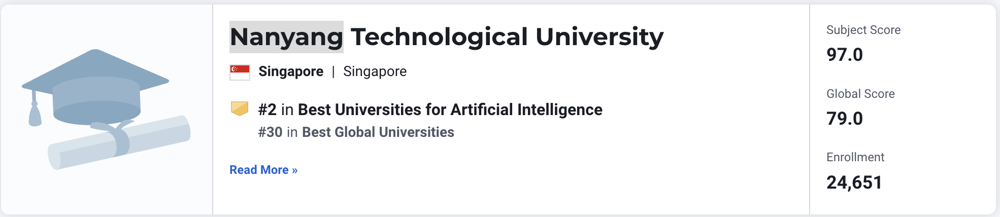 Nanyang Technological University
Singapore | Singapore
#2 in Best Universities for Artificial Intelligence
#30 in Best Global Universities
Read More »
Subject Score
97.0
Global Score
79.0
Enrollment
24,651